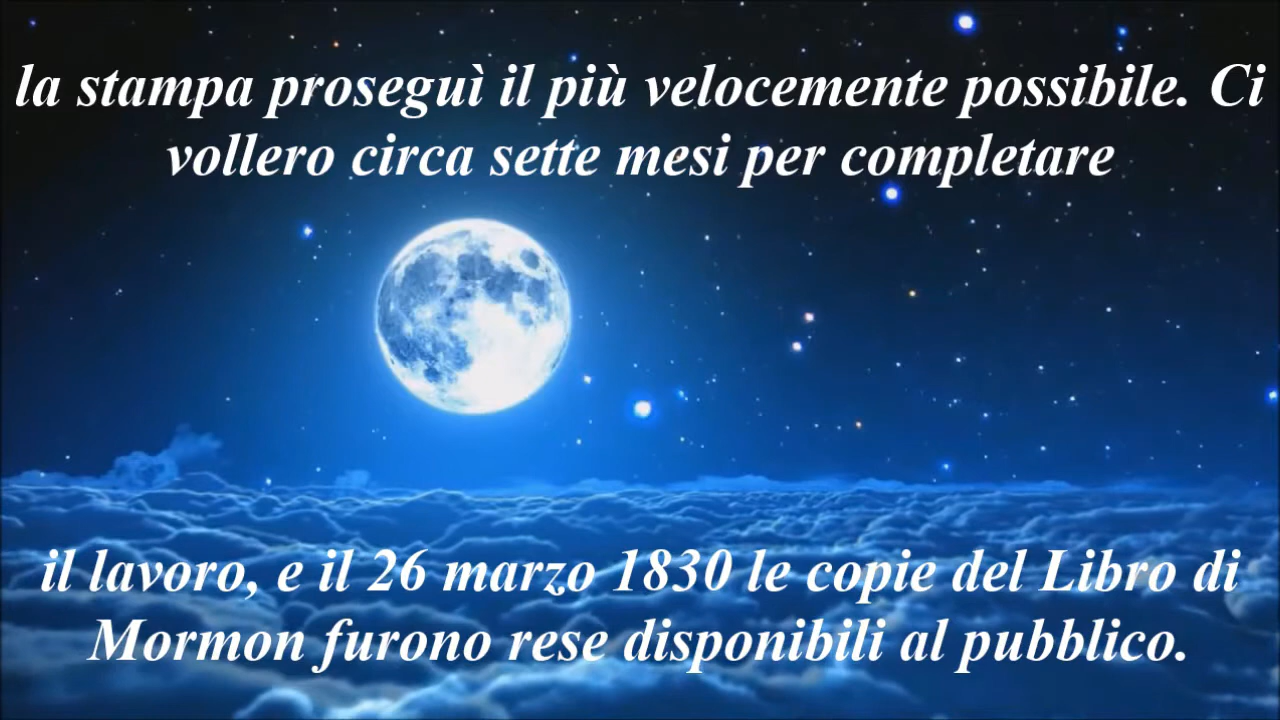 la stampa proseguì il più velocemente possibile. Ci
vollero circa sette mesi per completare
il lavoro, e il 26 marzo 1830 le copie del Libro di
Mormon furono rese disponibili al pubblico.